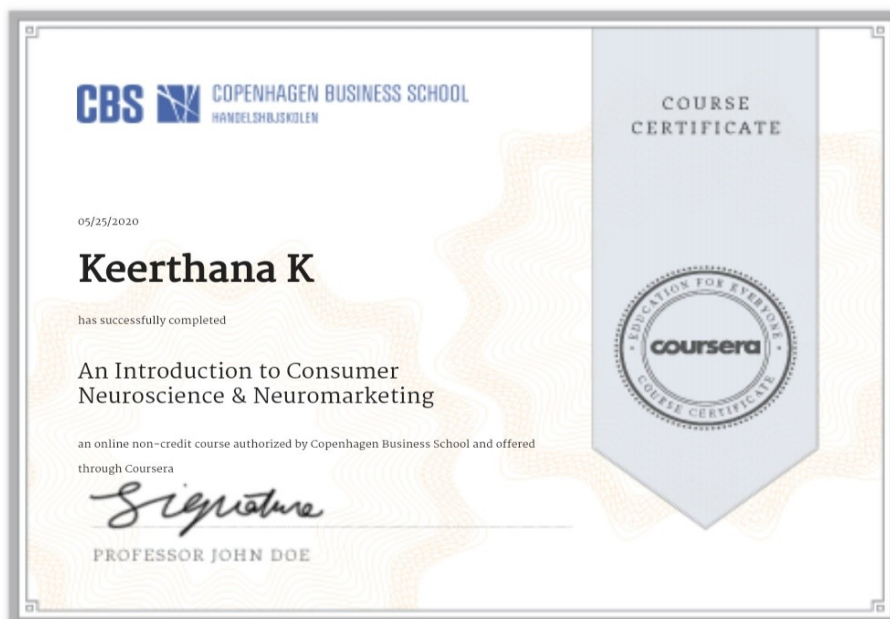 CBS COPENHAGEN BUSINESS SCHOOL
HANDELSHØJSKOLEN
COURSE
CERTIFICATE
05/25/2020
Keerthana K
has successfully completed
An Introduction to Consumer
Neuroscience & Neuromarketing
an online non-credit course authorized by Copenhagen Business School and offered
through Coursera
Signature
PROFESSOR JOHN DOE
EDUCATION FOR EVERYONE
coursera
COURSE CERTIFICATE